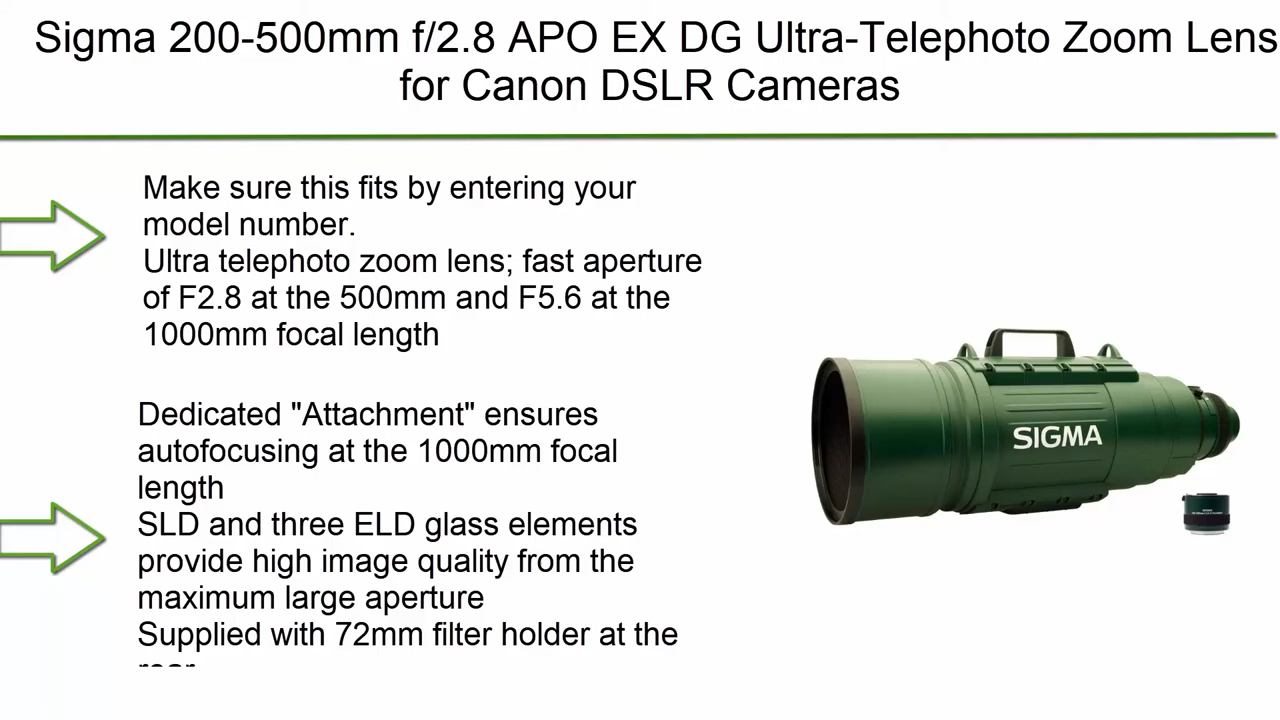 Sigma 200-500mm f/2.8 APO EX DG Ultra-Telephoto Zoom Lens
for Canon DSLR Cameras
Make sure this fits by entering your
model number.
Ultra telephoto zoom lens; fast aperture
of F2.8 at the 500mm and F5.6 at the
1000mm focal length
Dedicated "Attachment" ensures
autofocusing at the 1000mm focal
length
SLD and three ELD glass elements
provide high image quality from the
maximum large aperture
Supplied with 72mm filter holder at the
rear
SIGMA